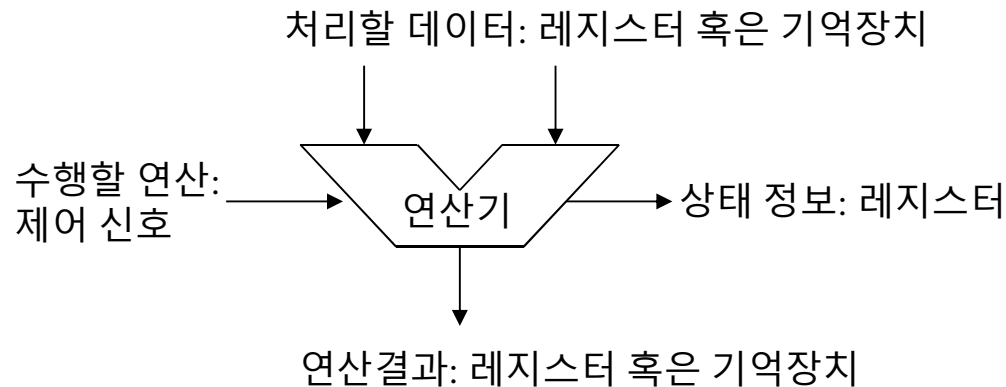 처리할 데이터: 레지스터 혹은 기억장치
수행할 연산:
제어 신호
연산기
상태 정보: 레지스터
연산결과: 레지스터 혹은 기억장치